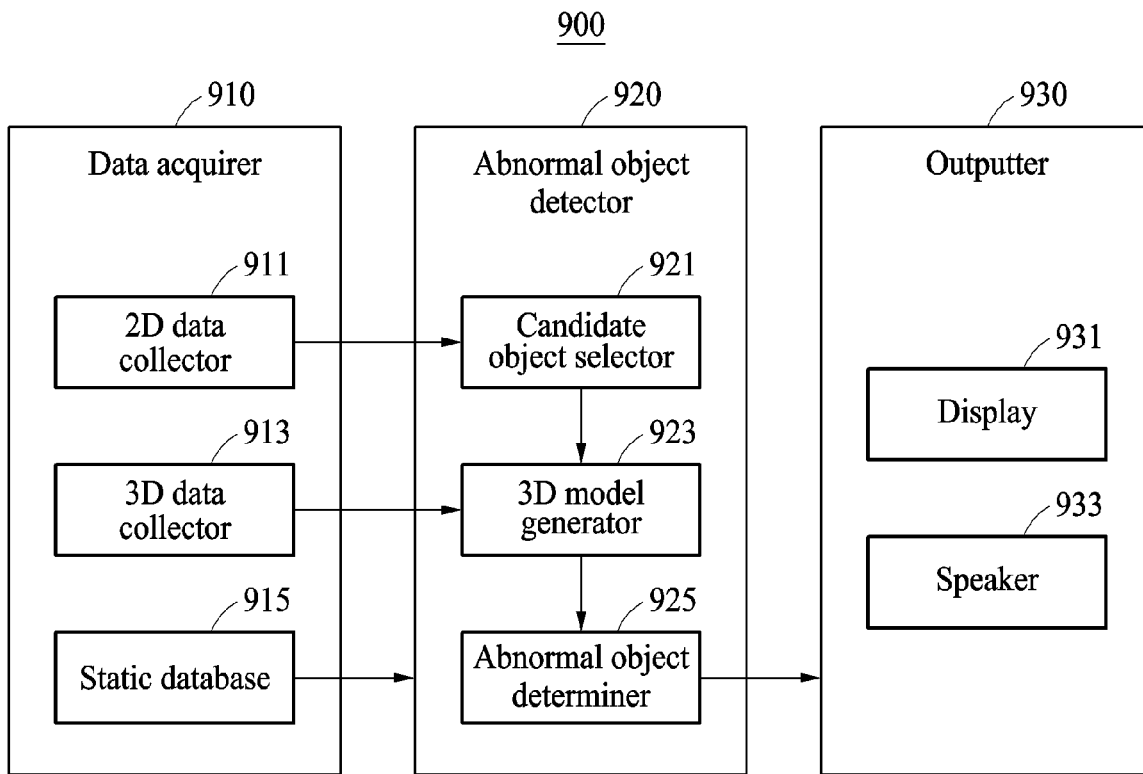 900
910
Data acquirer
911
2D data
collector
913
3D data
collector
915
Static database
920
Abnormal object
detector
921
Candidate
object selector
923
3D model
generator
925
Abnormal object
determiner
930
Outputter
931
Display
933
Speaker